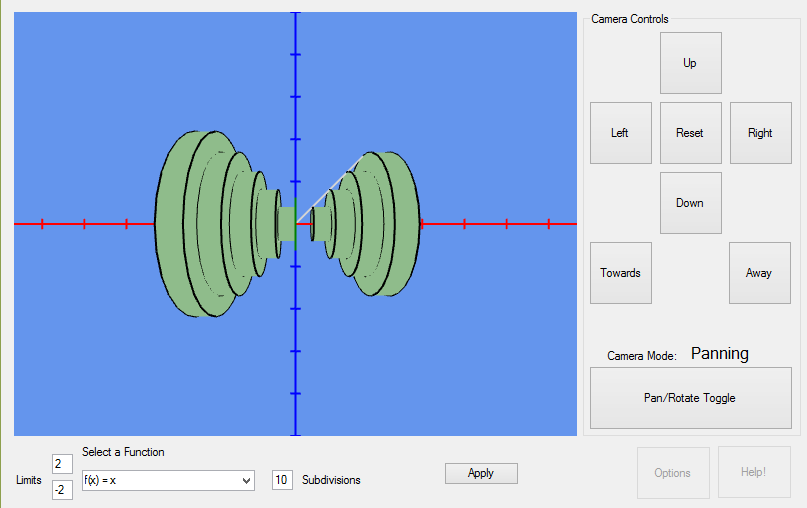 Camera Controls
Up
Left
Reset
Right
Down
Towards
Away
Camera Mode: Panning
Pan/Rotate Toggle
Select a Function
Limits
2
-2
f(x) = x
10
Subdivisions
Apply
Options
Help!